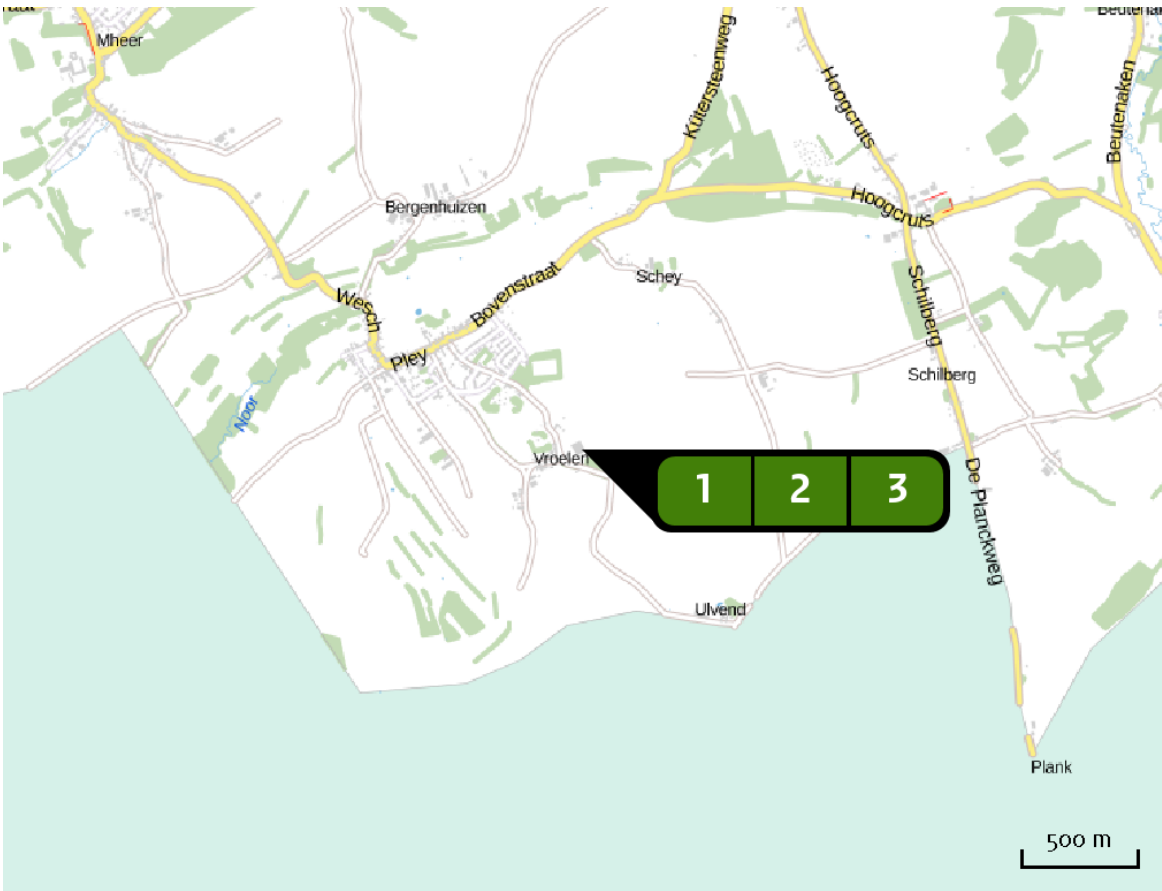 Mheer
Kütersteenweg
Hoogcruts
Beutenaken
Bergenhuizen
Hoogcruts
Schey
Bovenstraat
Wesch
Schilberg
Pley
Schilberg
Noor
Vroelen
1 2 3
De Planckweg
Ulvend
Plank
500 m